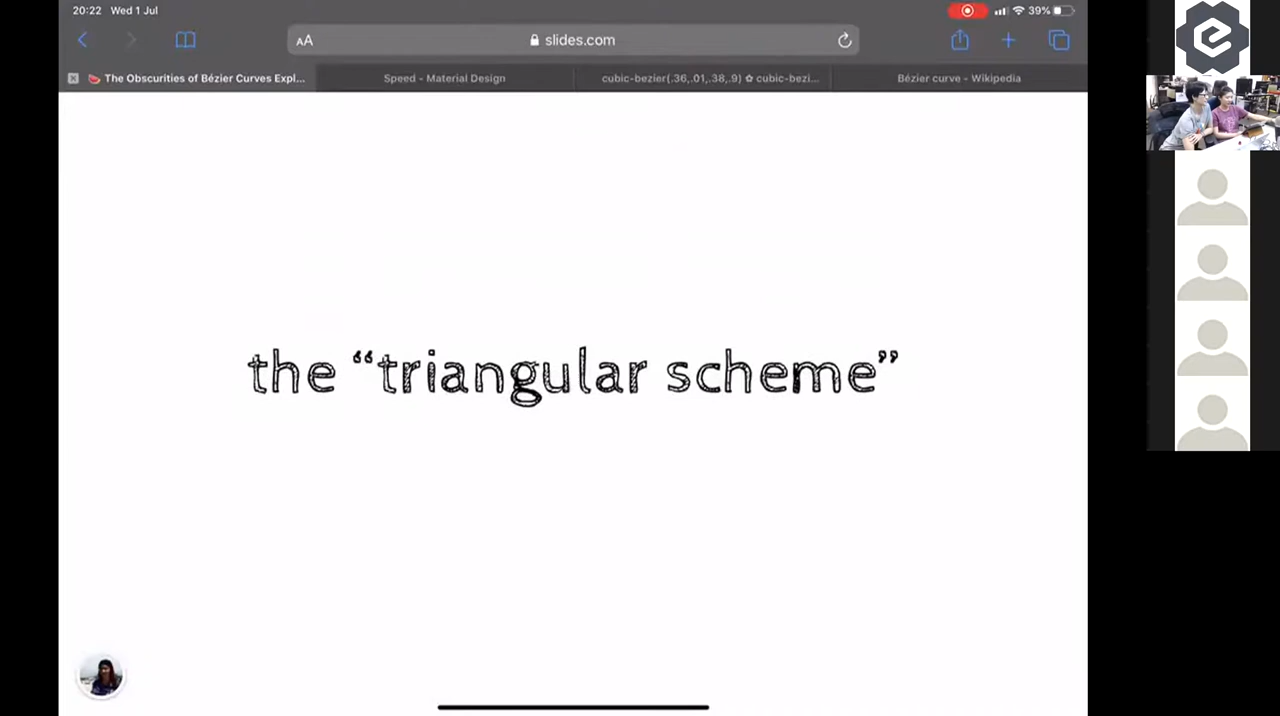 20:22 Wed 1 Jul
39%
AA
slides.com
🍉 The Obscurities of Bézier Curves Expl...
Speed - Material Design
cubic-bezier(.36,.01,.38,.9) ✿ cubic-bezi...
Bézier curve - Wikipedia
the “triangular scheme”